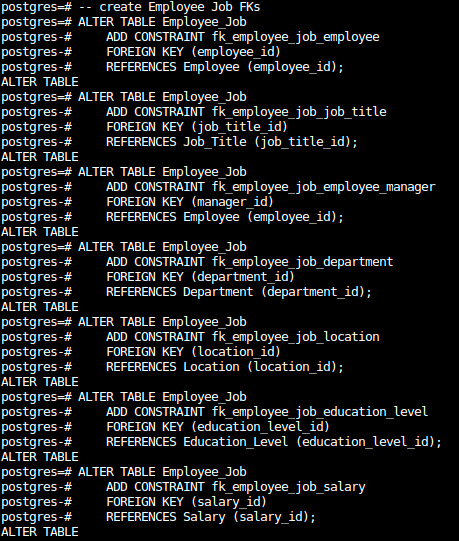 postgres=# -- create Employee Job FKs
postgres=# ALTER TABLE Employee_Job
postgres-#     ADD CONSTRAINT fk_employee_job_employee
postgres-#     FOREIGN KEY (employee_id)
postgres-#     REFERENCES Employee (employee_id);
ALTER TABLE
postgres=# ALTER TABLE Employee_Job
postgres-#     ADD CONSTRAINT fk_employee_job_job_title
postgres-#     FOREIGN KEY (job_title_id)
postgres-#     REFERENCES Job_Title (job_title_id);
ALTER TABLE
postgres=# ALTER TABLE Employee_Job
postgres-#     ADD CONSTRAINT fk_employee_job_employee_manager
postgres-#     FOREIGN KEY (manager_id)
postgres-#     REFERENCES Employee (employee_id);
ALTER TABLE
postgres=# ALTER TABLE Employee_Job
postgres-#     ADD CONSTRAINT fk_employee_job_department
postgres-#     FOREIGN KEY (department_id)
postgres-#     REFERENCES Department (department_id);
ALTER TABLE
postgres=# ALTER TABLE Employee_Job
postgres-#     ADD CONSTRAINT fk_employee_job_location
postgres-#     FOREIGN KEY (location_id)
postgres-#     REFERENCES Location (location_id);
ALTER TABLE
postgres=# ALTER TABLE Employee_Job
postgres-#     ADD CONSTRAINT fk_employee_job_education_level
postgres-#     FOREIGN KEY (education_level_id)
postgres-#     REFERENCES Education_Level (education_level_id);
ALTER TABLE
postgres=# ALTER TABLE Employee_Job
postgres-#     ADD CONSTRAINT fk_employee_job_salary
postgres-#     FOREIGN KEY (salary_id)
postgres-#     REFERENCES Salary (salary_id);
ALTER TABLE